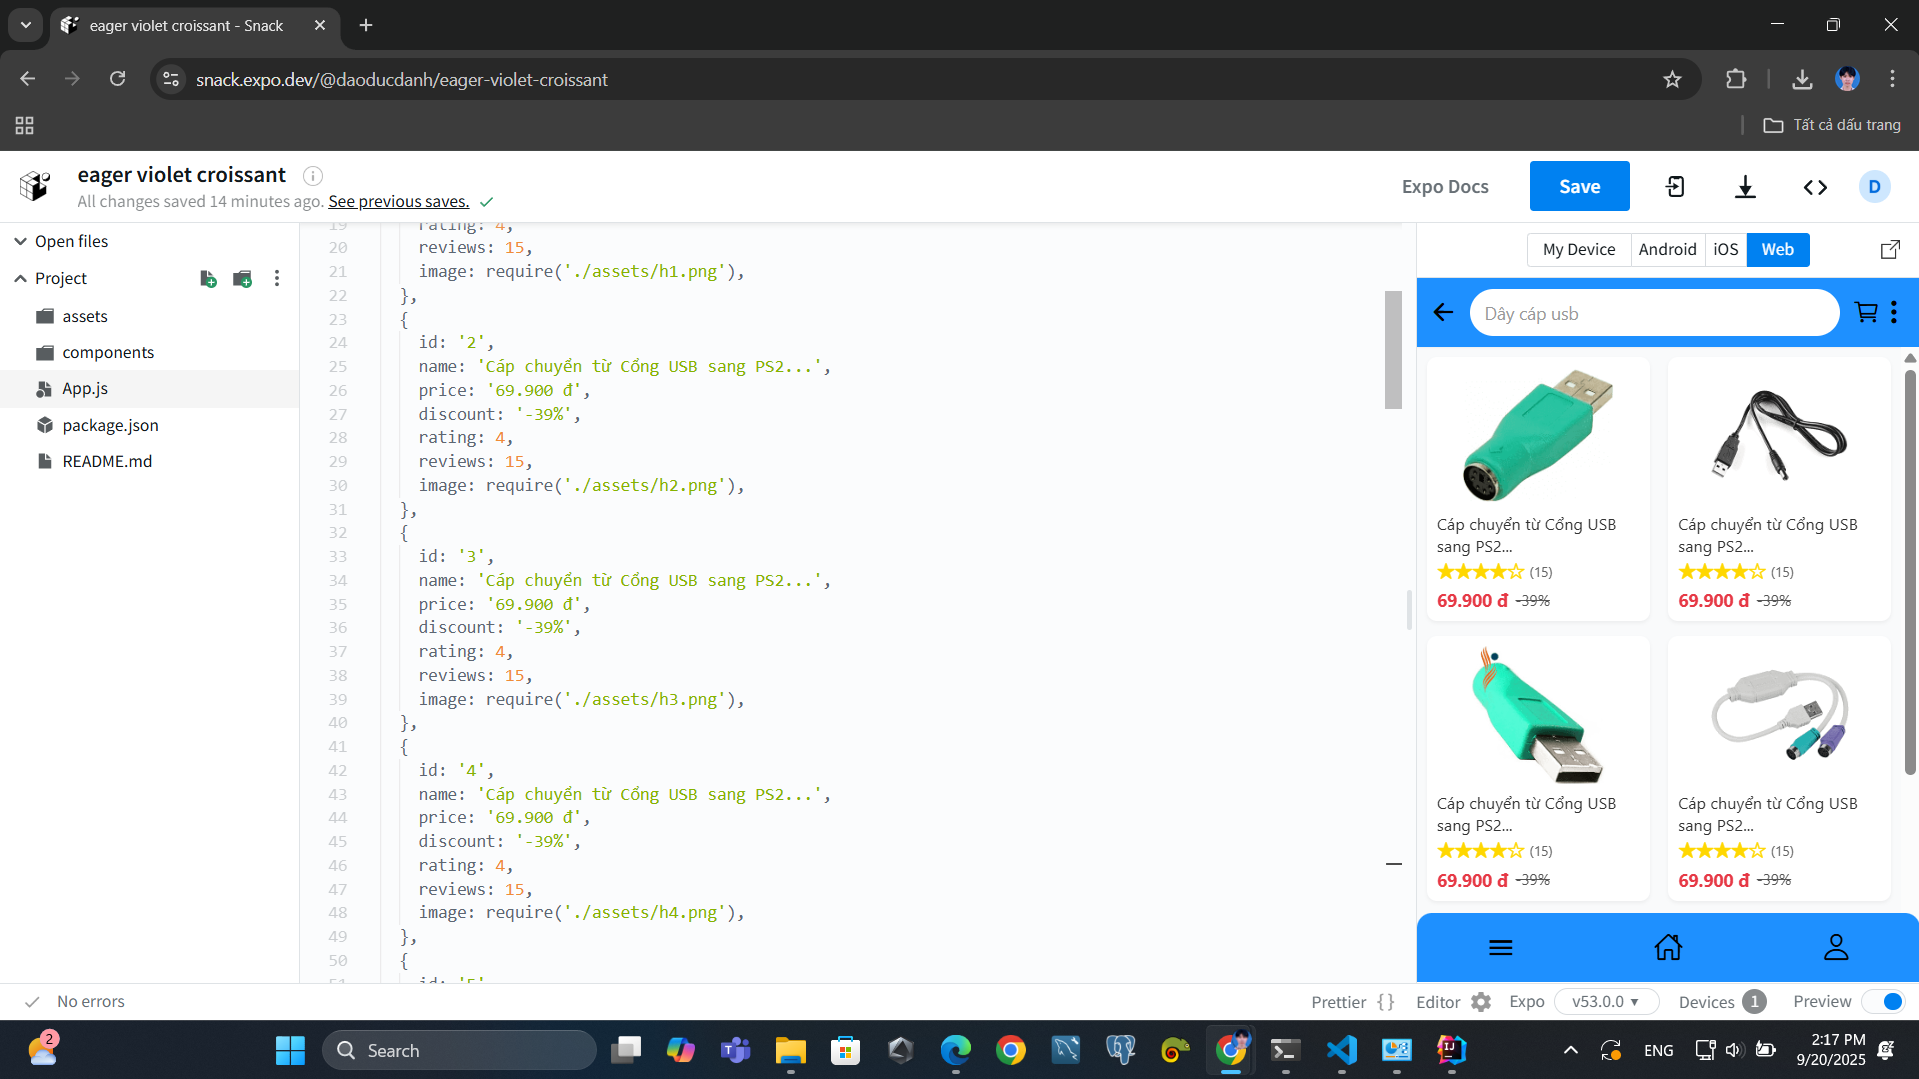 eager violet croissant - Snack
snack.expo.dev/@daoducdanh/eager-violet-croissant
Tất cả dấu trang
eager violet croissant
All changes saved 14 minutes ago. See previous saves.
Expo Docs
Save
D
Open files
Project
assets
components
App.js
package.json
README.md
19 rating: 4,
20 reviews: 15,
21 image: require('./assets/h1.png'),
22 },
23 {
24 id: '2',
25 name: 'Cáp chuyển từ Cổng USB sang PS2...',
26 price: '69.900 đ',
27 discount: '-39%',
28 rating: 4,
29 reviews: 15,
30 image: require('./assets/h2.png'),
31 },
32 {
33 id: '3',
34 name: 'Cáp chuyển từ Cổng USB sang PS2...',
35 price: '69.900 đ',
36 discount: '-39%',
37 rating: 4,
38 reviews: 15,
39 image: require('./assets/h3.png'),
40 },
41 {
42 id: '4',
43 name: 'Cáp chuyển từ Cổng USB sang PS2...',
44 price: '69.900 đ',
45 discount: '-39%',
46 rating: 4,
47 reviews: 15,
48 image: require('./assets/h4.png'),
49 },
50 {
51 id: '5'
My Device Android iOS Web
Dây cáp usb
Cáp chuyển từ Cổng USB
sang PS2...
(15)
69.900 đ -39%
Cáp chuyển từ Cổng USB
sang PS2...
(15)
69.900 đ -39%
Cáp chuyển từ Cổng USB
sang PS2...
(15)
69.900 đ -39%
Cáp chuyển từ Cổng USB
sang PS2...
(15)
69.900 đ -39%
No errors
Prettier {} Editor Expo v53.0.0 Devices 1 Preview
2
Search
ENG
2:17 PM
9/20/2025